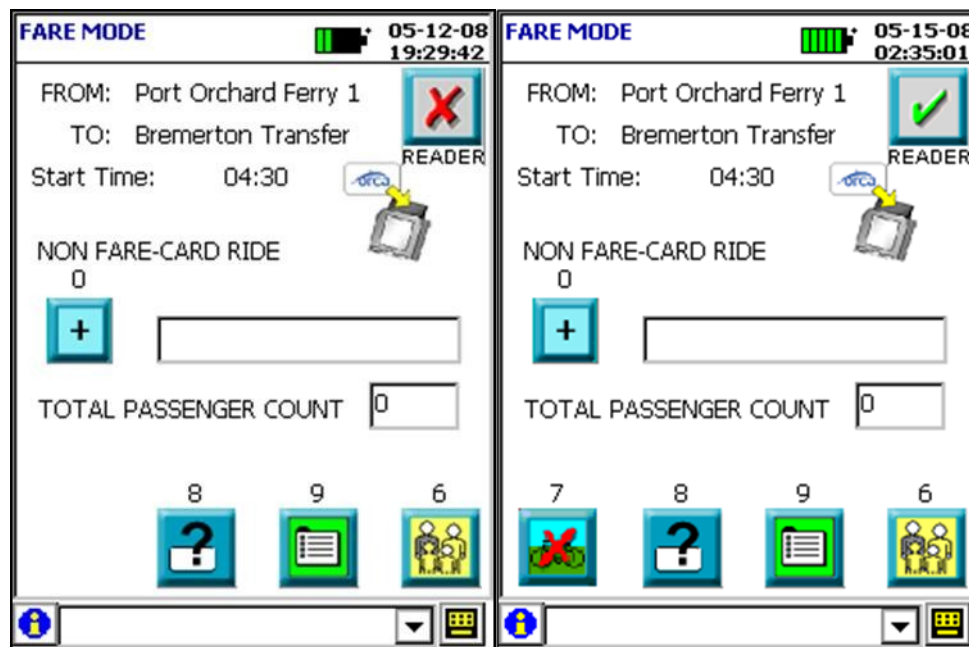 FARE MODE
05-12-08
19:29:42
FROM: Port Orchard Ferry 1
TO: Bremerton Transfer
READER
Start Time: 04:30
orca
NON FARE-CARD RIDE
0
+
TOTAL PASSENGER COUNT 0
8 9 6
?
FARE MODE
05-15-08
02:35:01
FROM: Port Orchard Ferry 1
TO: Bremerton Transfer
READER
Start Time: 04:30
orca
NON FARE-CARD RIDE
0
+
TOTAL PASSENGER COUNT 0
7 8 9 6
?